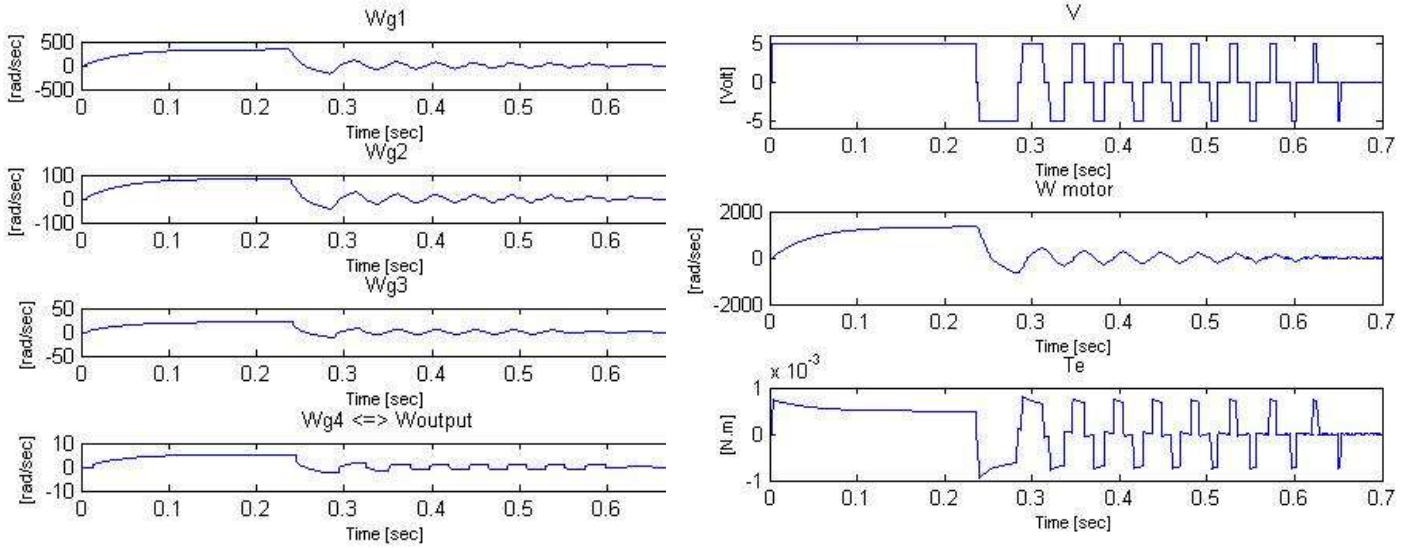 Wg1
[rad/sec]
500
0
-500
0 0.1 0.2 0.3 0.4 0.5 0.6
Time [sec]
Wg2
[rad/sec]
100
0
-100
0 0.1 0.2 0.3 0.4 0.5 0.6
Time [sec]
Wg3
[rad/sec]
50
0
-50
0 0.1 0.2 0.3 0.4 0.5 0.6
Time [sec]
Wg4 <=> Woutput
[rad/sec]
10
0
-10
0 0.1 0.2 0.3 0.4 0.5 0.6
Time [sec]
V
[Volt]
5
0
-5
0 0.1 0.2 0.3 0.4 0.5 0.6 0.7
Time [sec]
W motor
[rad/sec]
2000
0
-2000
0 0.1 0.2 0.3 0.4 0.5 0.6 0.7
Time [sec]
x 10⁻³
Te
[N.m]
1
0
-1
0 0.1 0.2 0.3 0.4 0.5 0.6 0.7
Time [sec]